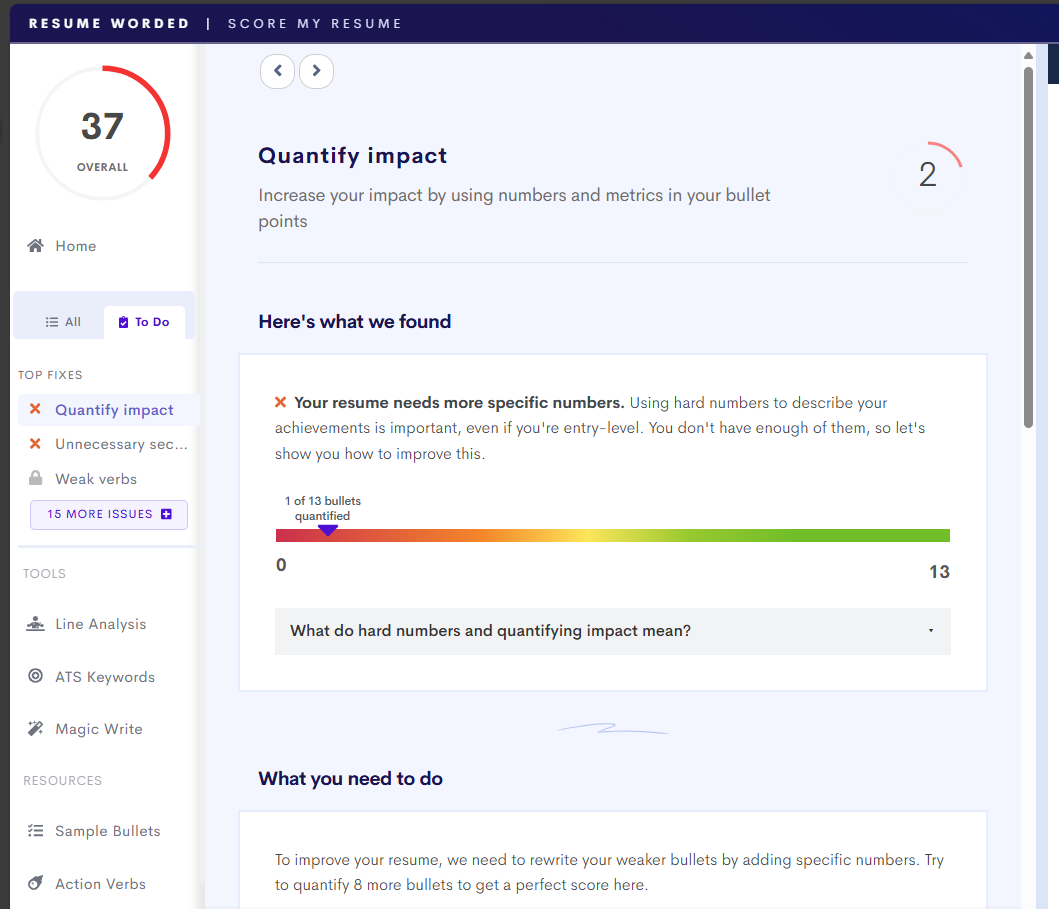 RESUME WORDED | SCORE MY RESUME
37
OVERALL
Home
All
To Do
TOP FIXES
Quantify impact
Unnecessary sec...
Weak verbs
15 MORE ISSUES
TOOLS
Line Analysis
ATS Keywords
Magic Write
RESOURCES
Sample Bullets
Action Verbs
Quantify impact
2
Increase your impact by using numbers and metrics in your bullet
points
Here's what we found
Your resume needs more specific numbers. Using hard numbers to describe your
achievements is important, even if you're entry-level. You don't have enough of them, so let's
show you how to improve this.
1 of 13 bullets
quantified
0
13
What do hard numbers and quantifying impact mean?
What you need to do
To improve your resume, we need to rewrite your weaker bullets by adding specific numbers. Try
to quantify 8 more bullets to get a perfect score here.